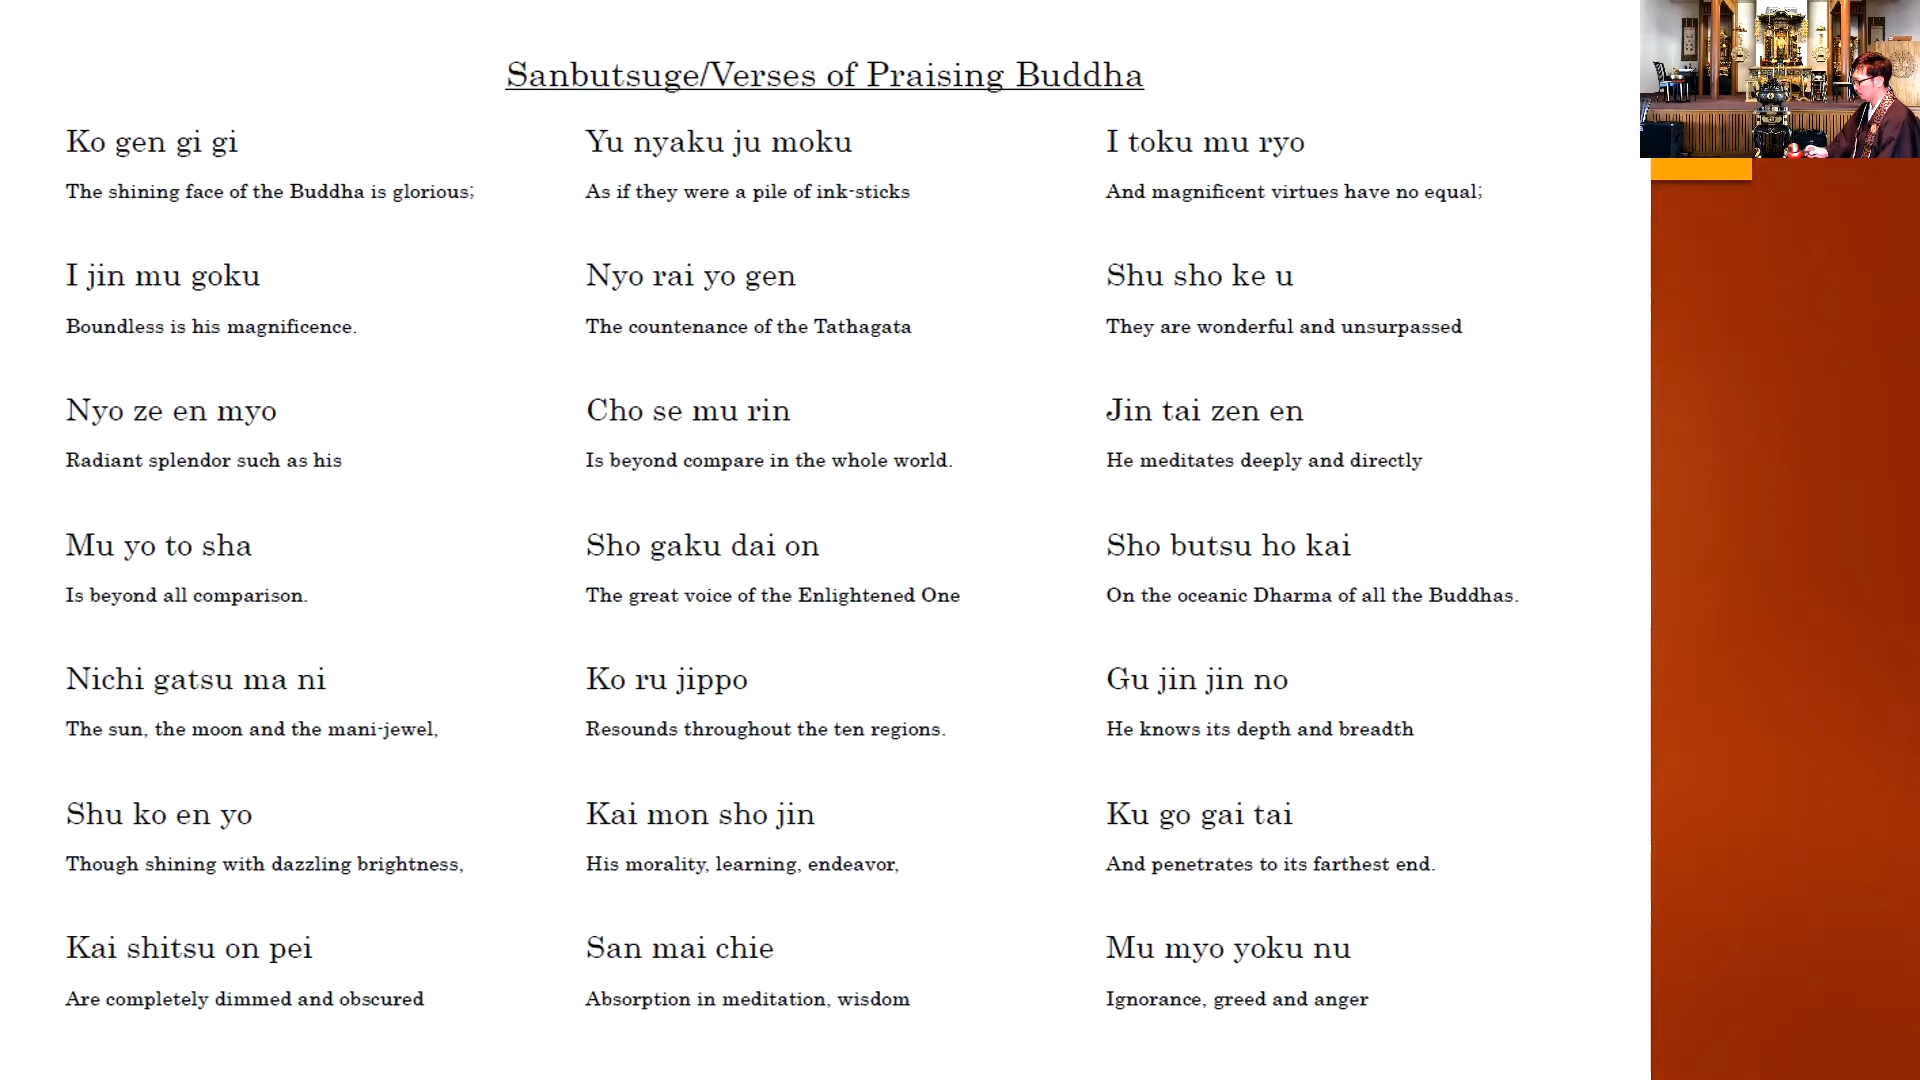 Sanbutsuge/Verses of Praising Buddha
Ko gen gi gi
The shining face of the Buddha is glorious;
I jin mu goku
Boundless is his magnificence.
Nyo ze en myo
Radiant splendor such as his
Mu yo to sha
Is beyond all comparison.
Nichi gatsu ma ni
The sun, the moon and the mani-jewel,
Shu ko en yo
Though shining with dazzling brightness,
Kai shitsu on pei
Are completely dimmed and obscured
Yu nyaku ju moku
As if they were a pile of ink-sticks
Nyo rai yo gen
The countenance of the Tathagata
Cho se mu rin
Is beyond compare in the whole world.
Sho gaku dai on
The great voice of the Enlightened One
Ko ru jippo
Resounds throughout the ten regions.
Kai mon sho jin
His morality, learning, endeavor,
San mai chie
Absorption in meditation, wisdom
I toku mu ryo
And magnificent virtues have no equal;
Shu sho ke u
They are wonderful and unsurpassed
Jin tai zen en
He meditates deeply and directly
Sho butsu ho kai
On the oceanic Dharma of all the Buddhas.
Gu jin jin no
He knows its depth and breadth
Ku go gai tai
And penetrates to its farthest end.
Mu myo yoku nu
Ignorance, greed and anger